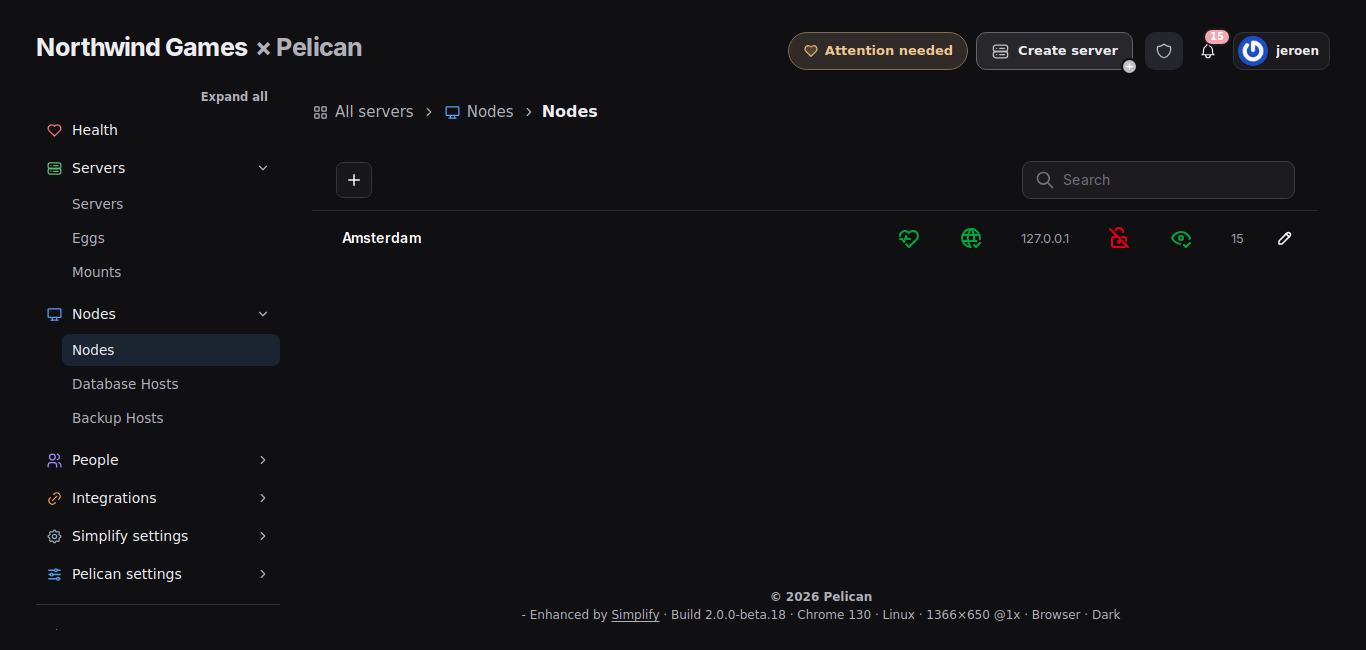 Northwind Games × Pelican
Attention needed
Create server
15
jeroen
Expand all
Health
Servers
Servers
Eggs
Mounts
Nodes
Nodes
Database Hosts
Backup Hosts
People
Integrations
Simplify settings
Pelican settings
All servers > Nodes > Nodes
Search
Amsterdam
127.0.0.1
15
© 2026 Pelican
- Enhanced by Simplify · Build 2.0.0-beta.18 · Chrome 130 · Linux · 1366×650 @1x · Browser · Dark